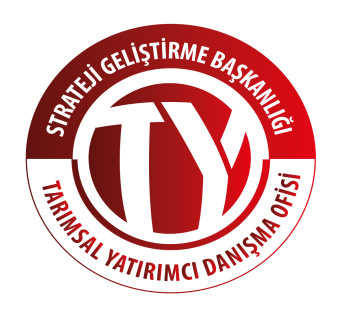 STRATEJİ GELİŞTİRME BAŞKANLIĞI
TY
TARIMSAL YATIRIMCI DANIŞMA OFİSİ